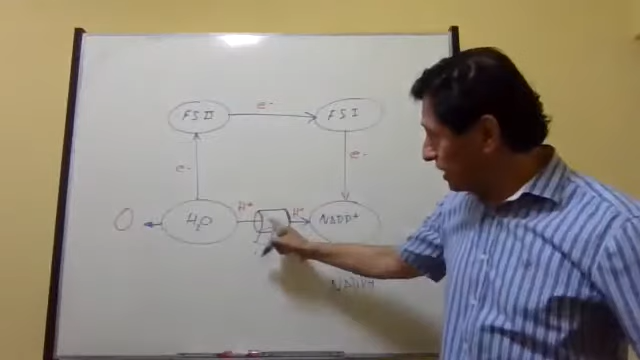 e-
FS II
FS I
e-
e-
O
H₂O
H+
H+
NADP+
NADPH